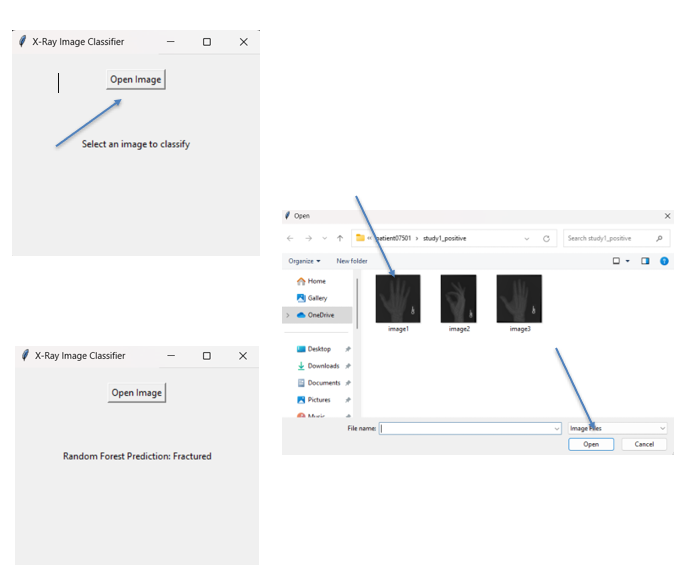 X-Ray Image Classifier
Open Image
Select an image to classify
Open
patient07501 › study1_positive
Search study1_positive
Organize
New folder
Home
Gallery
OneDrive
Desktop
Downloads
Documents
Pictures
Music
image1
image2
image3
File name:
Image Files
Open
Cancel
X-Ray Image Classifier
Open Image
Random Forest Prediction: Fractured